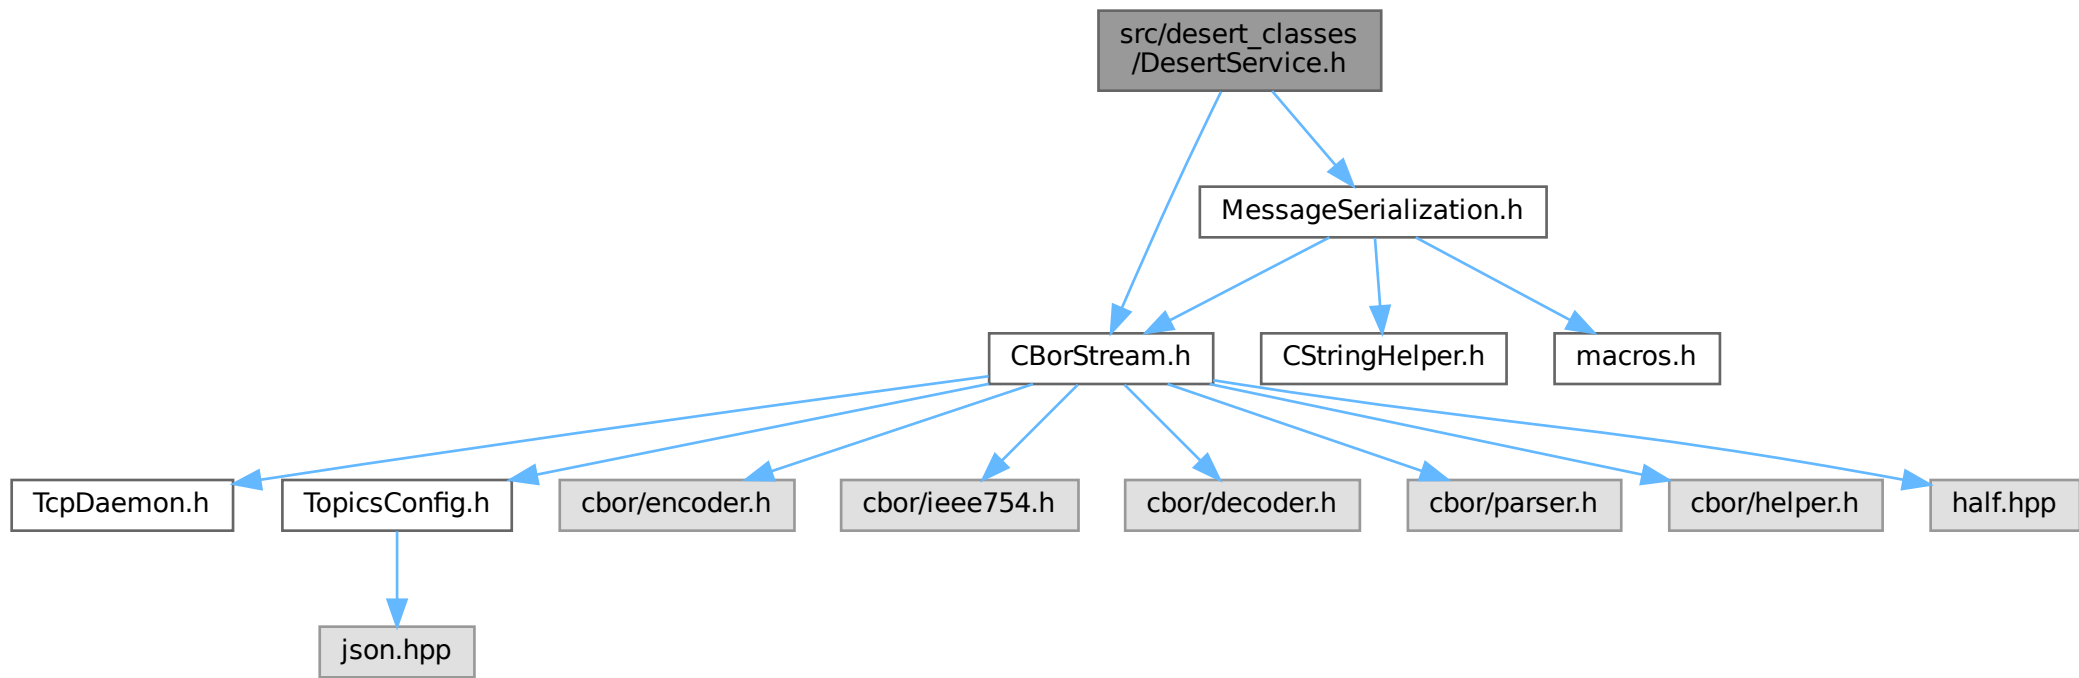 src/desert_classes
/DesertService.h
MessageSerialization.h
CBorStream.h
CStringHelper.h
macros.h
TcpDaemon.h
TopicsConfig.h
cbor/encoder.h
cbor/ieee754.h
cbor/decoder.h
cbor/parser.h
cbor/helper.h
half.hpp
json.hpp